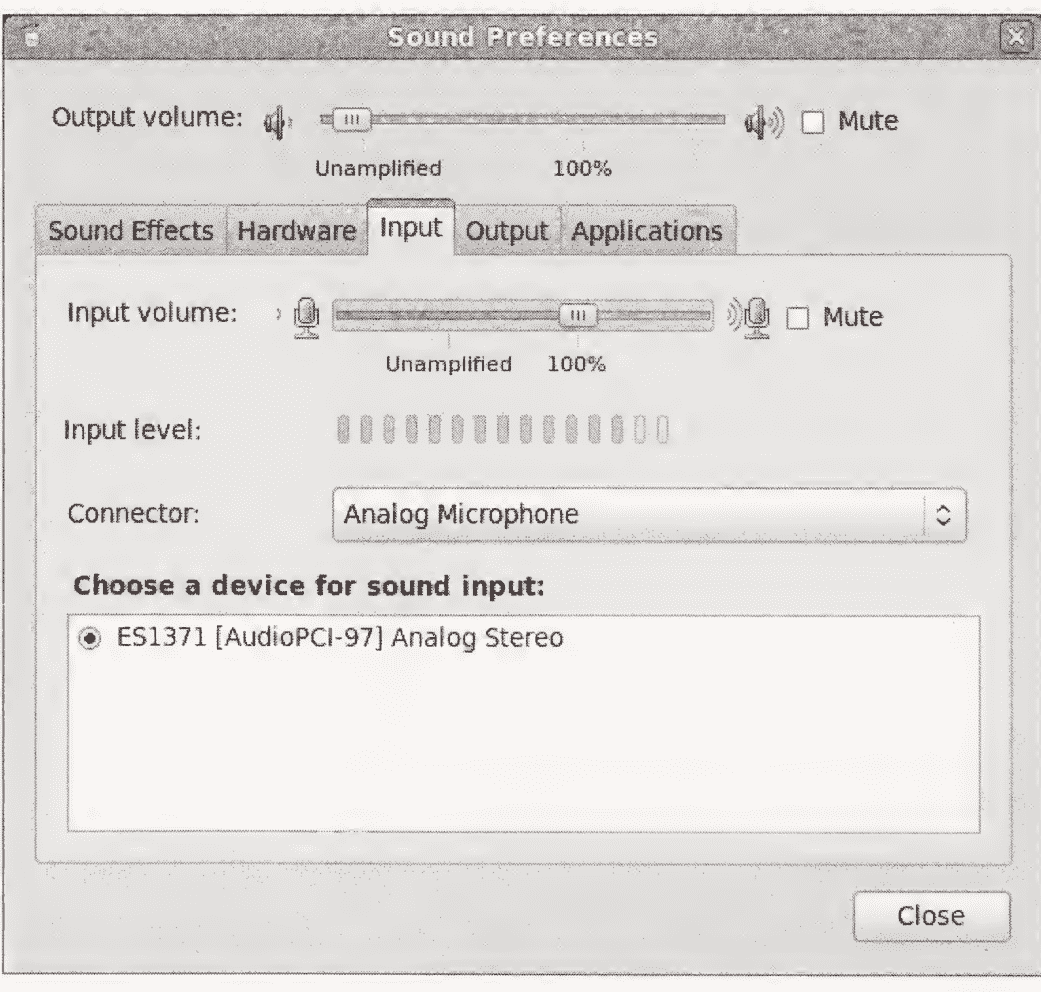 Sound Preferences
Output volume: Mute
Unamplified 100%
Sound Effects Hardware Input Output Applications
Input volume: Mute
Unamplified 100%
Input level:
Connector: Analog Microphone
Choose a device for sound input:
ES1371 [AudioPCI-97] Analog Stereo
Close